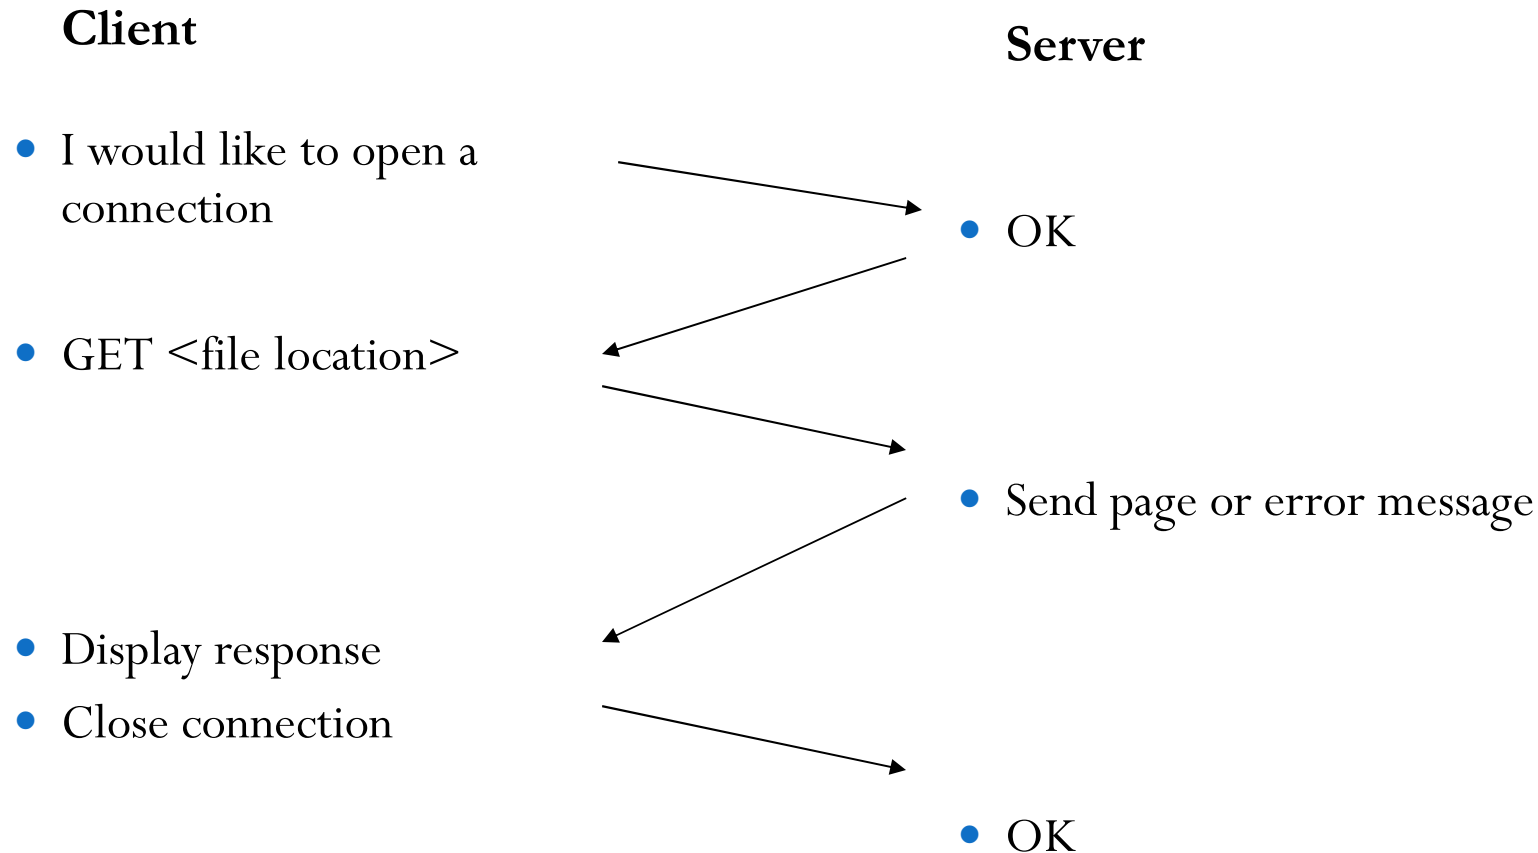 Client
Server
I would like to open a
connection
OK
GET <file location>
Send page or error message
Display response
Close connection
OK